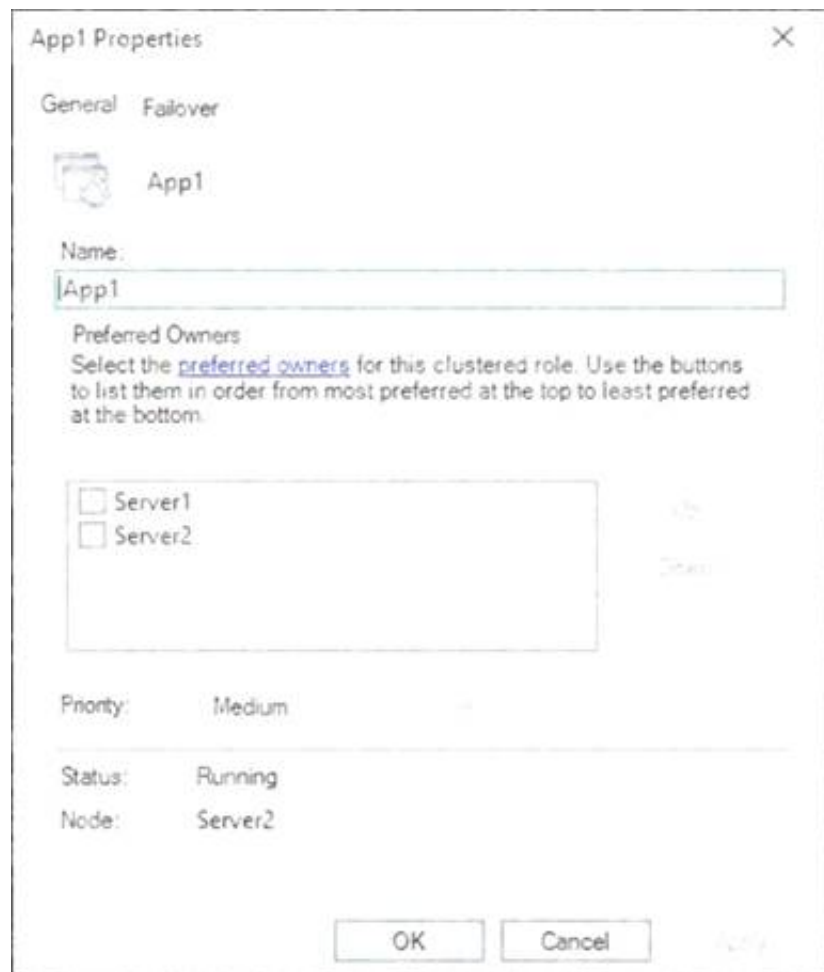 App1 Properties
General Failover
App1
Name:
App1
Preferred Owners
Select the preferred owners for this clustered role. Use the buttons
to list them in order from most preferred at the top to least preferred
at the bottom.
Server1
Server2
Priority: Medium
Status: Running
Node: Server2
OK Cancel